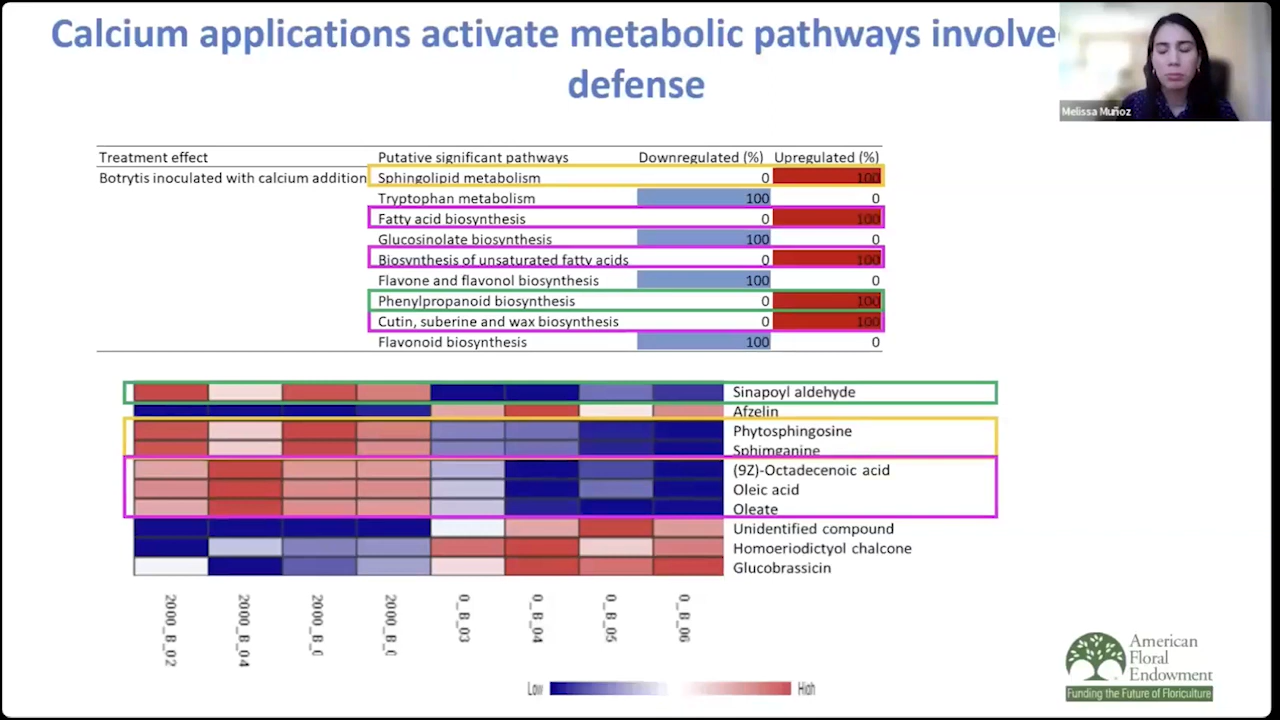 Calcium applications activate metabolic pathways involve
defense
Melissa Muñoz
Treatment effect Putative significant pathways Downregulated (%) Upregulated (%)
Botrytis inoculated with calcium addition Sphingolipid metabolism 0 100
Tryptophan metabolism 100 0
Fatty acid biosynthesis 0 100
Glucosinolate biosynthesis 100 0
Biosynthesis of unsaturated fatty acids 0 100
Flavone and flavonol biosynthesis 100 0
Phenylpropanoid biosynthesis 0 100
Cutin, suberine and wax biosynthesis 0 100
Flavonoid biosynthesis 100 0
Sinapoyl aldehyde
Afzelin
Phytosphingosine
Sphimganine
(9Z)-Octadecenoic acid
Oleic acid
Oleate
Unidentified compound
Homoeriodictyol chalcone
Glucobrassicin
2000_B_02 2000_B_04 2000_B_0 2000_B_0 0_B_03 0_B_04 0_B_05 0_B_06
Low High
American
Floral
Endowment
Funding the Future of Floriculture